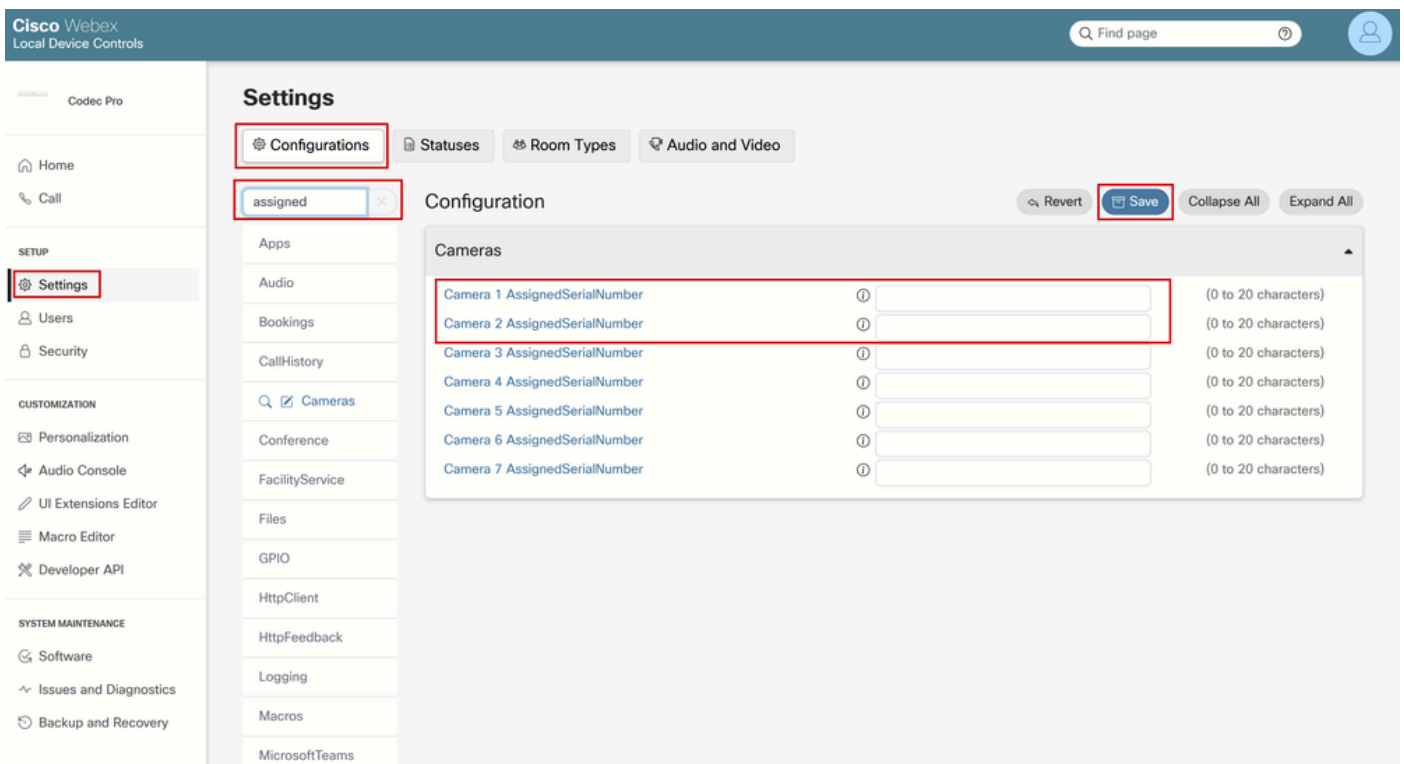 Cisco Webex
Local Device Controls
Find page
Codec Pro
Home
Call
SETUP
Settings
Users
Security
CUSTOMIZATION
Personalization
Audio Console
UI Extensions Editor
Macro Editor
Developer API
SYSTEM MAINTENANCE
Software
Issues and Diagnostics
Backup and Recovery
Settings
Configurations
Statuses
Room Types
Audio and Video
assigned
Apps
Audio
Bookings
CallHistory
Cameras
Conference
FacilityService
Files
GPIO
HttpClient
HttpFeedback
Logging
Macros
MicrosoftTeams
Configuration
Revert
Save
Collapse All
Expand All
Cameras
Camera 1 AssignedSerialNumber (0 to 20 characters)
Camera 2 AssignedSerialNumber (0 to 20 characters)
Camera 3 AssignedSerialNumber (0 to 20 characters)
Camera 4 AssignedSerialNumber (0 to 20 characters)
Camera 5 AssignedSerialNumber (0 to 20 characters)
Camera 6 AssignedSerialNumber (0 to 20 characters)
Camera 7 AssignedSerialNumber (0 to 20 characters)